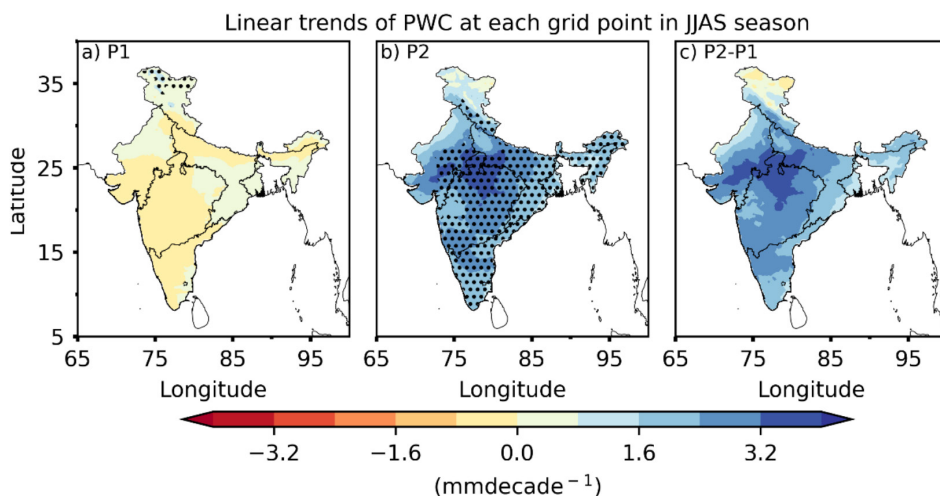 Linear trends of PWC at each grid point in JJAS season
a) P1
b) P2
c) P2-P1
35
25
15
5
Latitude
65 75 85 95
65 75 85 95
65 75 85 95
Longitude
Longitude
Longitude
−3.2 −1.6 0.0 1.6 3.2
(mmdecade⁻¹)